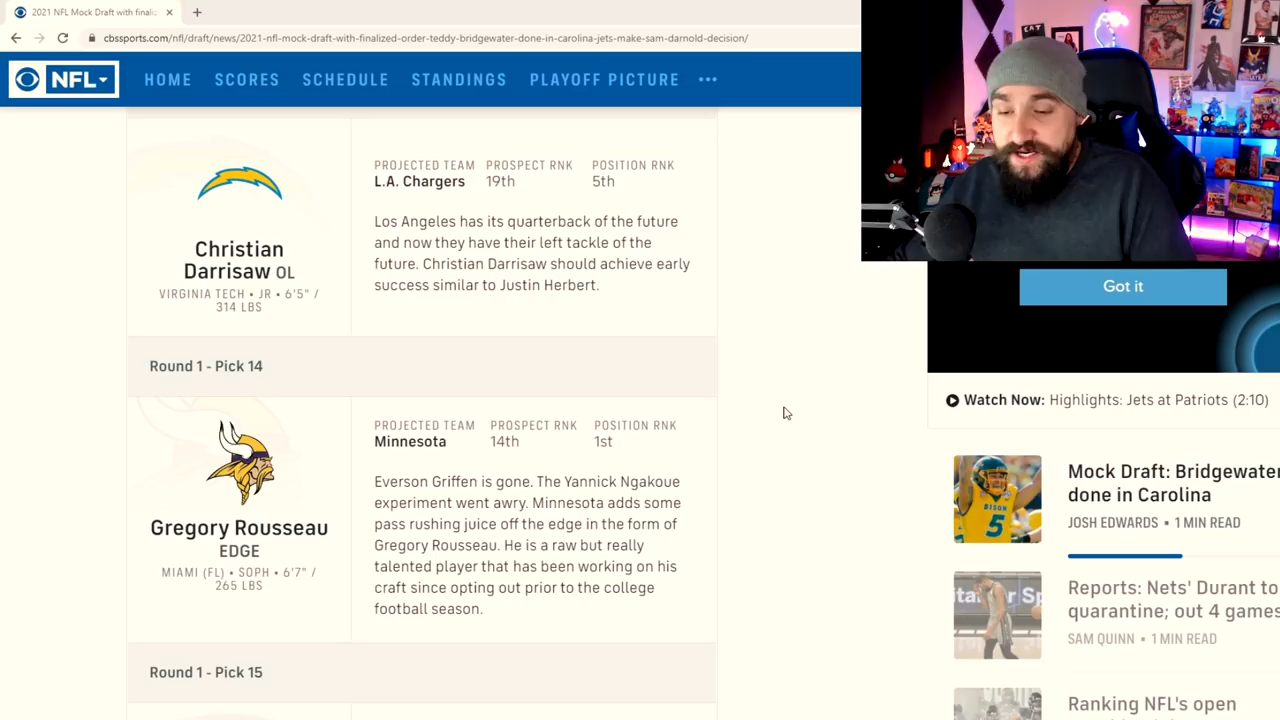 2021 NFL Mock Draft with finaliz
cbssports.com/nfl/draft/news/2021-nfl-mock-draft-with-finalized-order-teddy-bridgewater-done-in-carolina-jets-make-sam-darnold-decision/
NFL HOME SCORES SCHEDULE STANDINGS PLAYOFF PICTURE •••
Christian
Darrisaw OL
VIRGINIA TECH • JR • 6'5" /
314 LBS
PROJECTED TEAM PROSPECT RNK POSITION RNK
L.A. Chargers 19th 5th
Los Angeles has its quarterback of the future
and now they have their left tackle of the
future. Christian Darrisaw should achieve early
success similar to Justin Herbert.
Round 1 - Pick 14
Gregory Rousseau
EDGE
MIAMI (FL) • SOPH • 6'7" /
265 LBS
PROJECTED TEAM PROSPECT RNK POSITION RNK
Minnesota 14th 1st
Everson Griffen is gone. The Yannick Ngakoue
experiment went awry. Minnesota adds some
pass rushing juice off the edge in the form of
Gregory Rousseau. He is a raw but really
talented player that has been working on his
craft since opting out prior to the college
football season.
Round 1 - Pick 15
EAT
Got it
Watch Now: Highlights: Jets at Patriots (2:10)
BISON
5
Mock Draft: Bridgewater
done in Carolina
JOSH EDWARDS • 1 MIN READ
Reports: Nets' Durant to
quarantine; out 4 games
SAM QUINN • 1 MIN READ
Ranking NFL's open